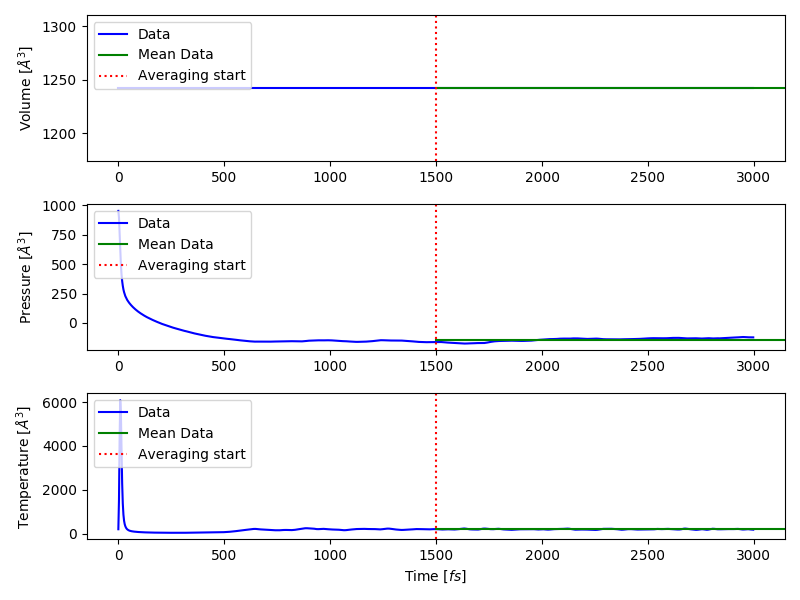 1300
1250
1200
Volume [Å³]
Data
Mean Data
Averaging start
0 500 1000 1500 2000 2500 3000
1000
750
500
250
0
Pressure [Å³]
Data
Mean Data
Averaging start
0 500 1000 1500 2000 2500 3000
6000
4000
2000
0
Temperature [Å³]
Data
Mean Data
Averaging start
0 500 1000 1500 2000 2500 3000
Time [fs]